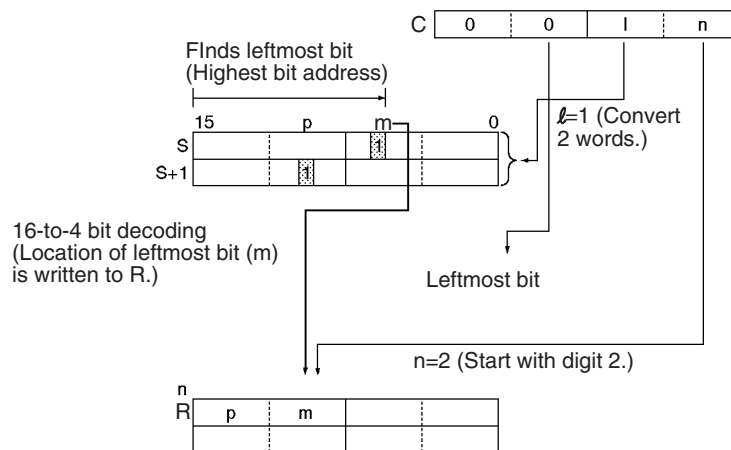 C 0 0 l n
FInds leftmost bit
(Highest bit address)
15 p m 0
S 1
S+1 1
ℓ=1 (Convert
2 words.)
16-to-4 bit decoding
(Location of leftmost bit (m)
is written to R.)
Leftmost bit
n=2 (Start with digit 2.)
n
R p m